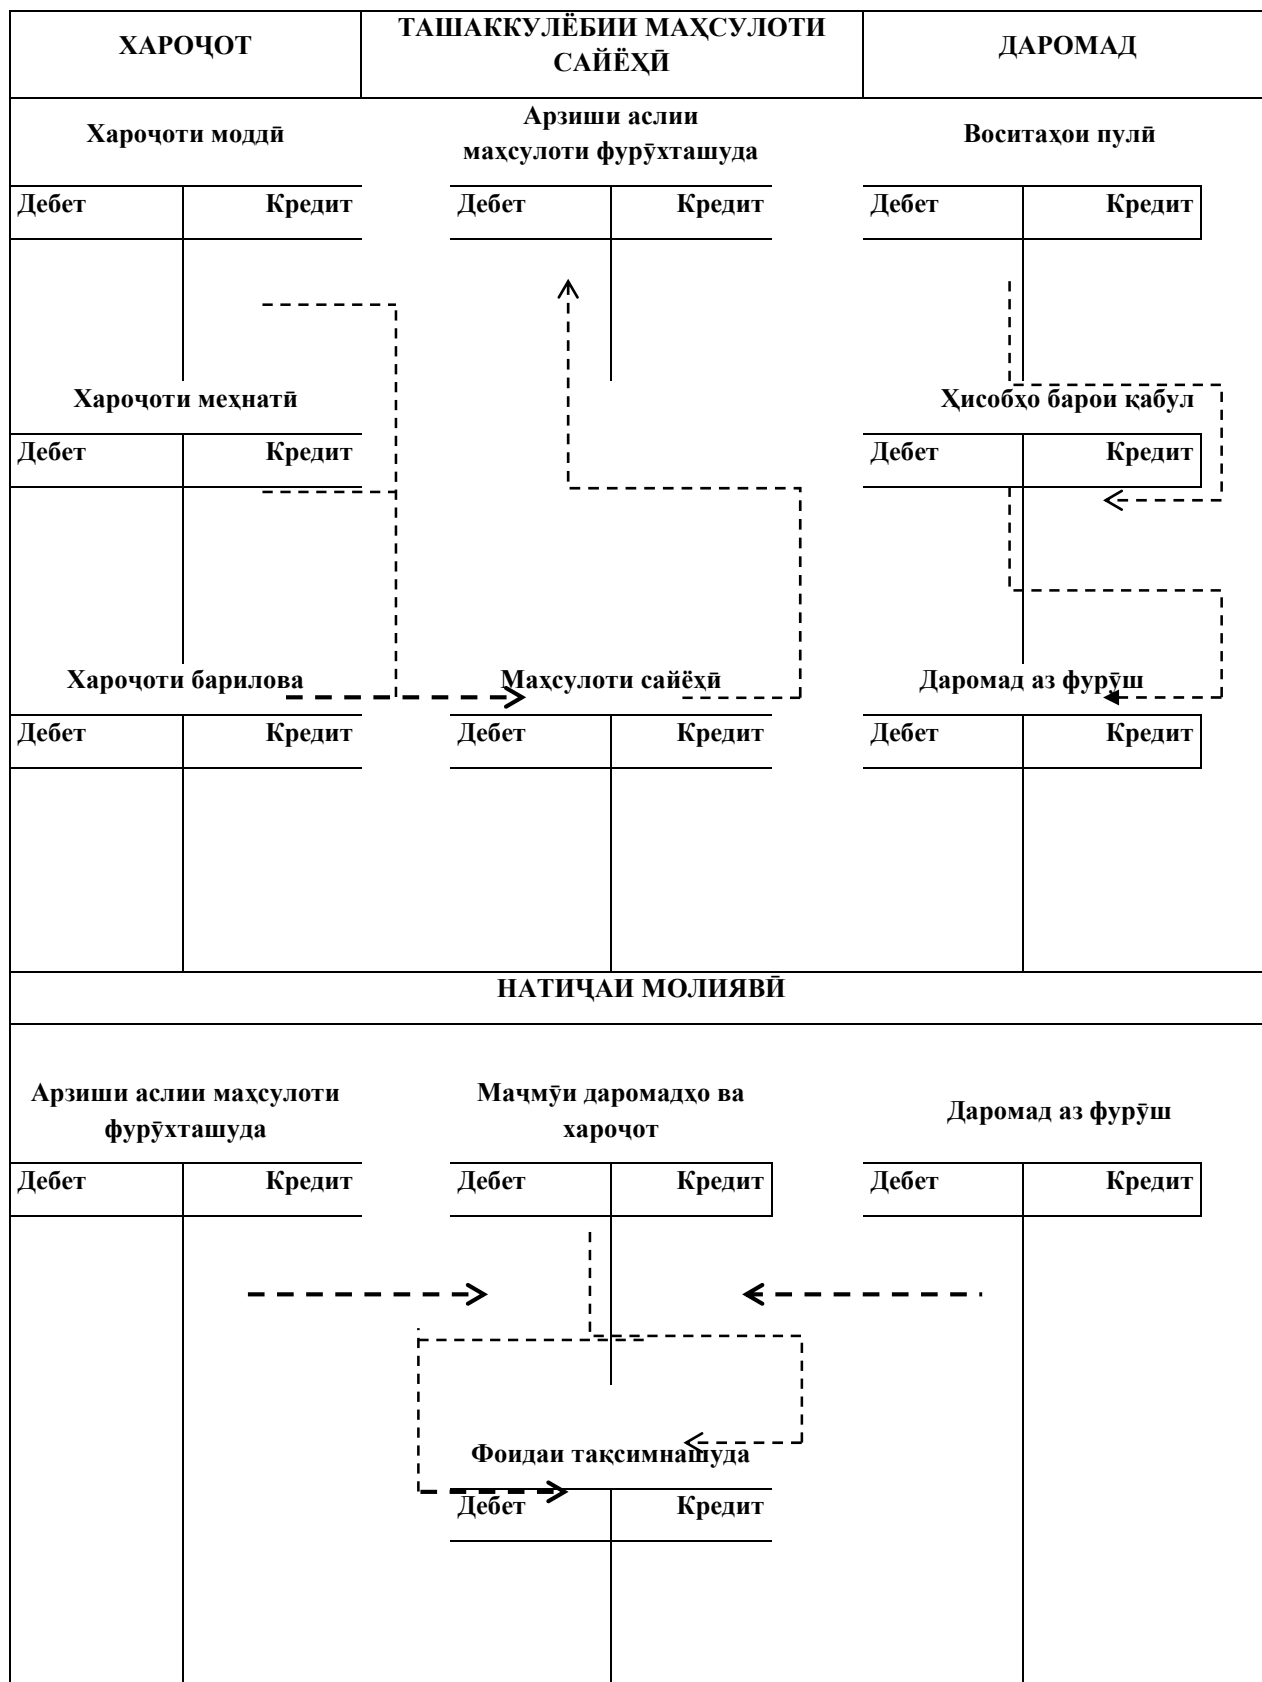 ХАРОҶОТ
ТАШАККУЛЁБИИ МАҲСУЛОТИ
САЙЁҲӢ
ДАРОМАД
Хароҷоти моддӣ
Арзиши аслии
маҳсулоти фурӯхташуда
Воситаҳои пулӣ
Дебет Кредит Дебет Кредит Дебет Кредит
Хароҷоти меҳнатӣ
Ҳисобҳо барои қабул
Дебет Кредит Дебет Кредит
Хароҷоти барилова
Маҳсулоти сайёҳӣ
Даромад аз фурӯш
Дебет Кредит Дебет Кредит Дебет Кредит
НАТИҶАИ МОЛИЯВӢ
Арзиши аслии маҳсулоти
фурӯхташуда
Маҷмӯи даромадҳо ва
хароҷот
Даромад аз фурӯш
Дебет Кредит Дебет Кредит Дебет Кредит
Фоидаи тақсимнашуда
Дебет Кредит